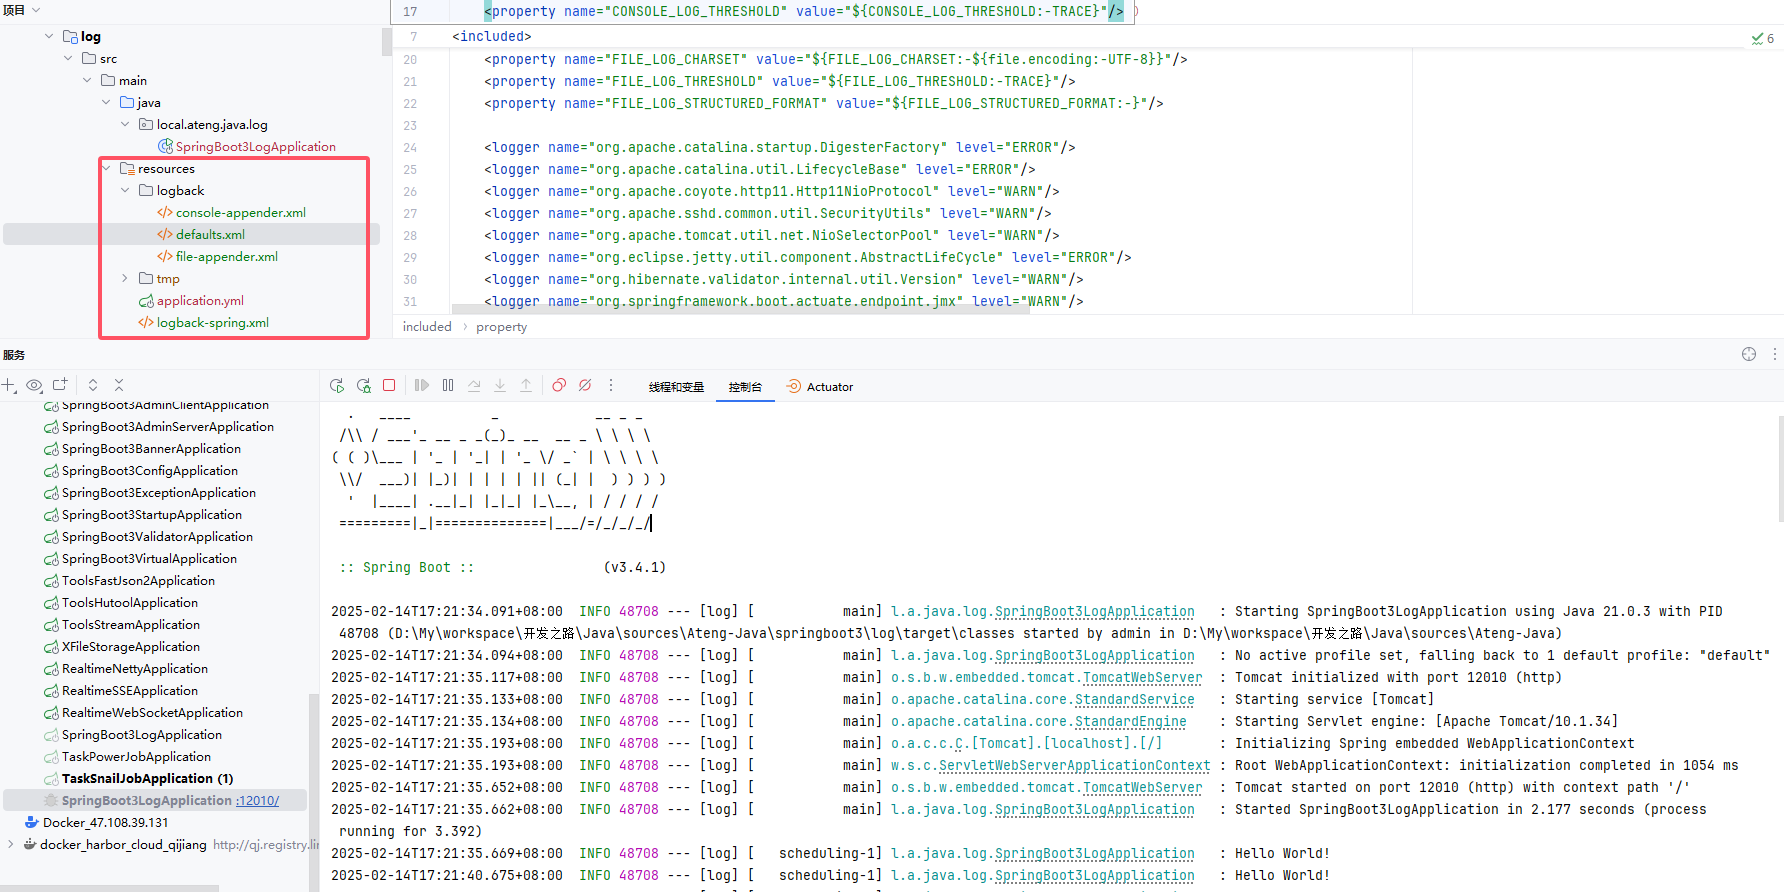 项目
log
src
main
java
local.ateng.java.log
SpringBoot3LogApplication
resources
logback
console-appender.xml
defaults.xml
file-appender.xml
tmp
application.yml
logback-spring.xml
17 <property name="CONSOLE_LOG_THRESHOLD" value="${CONSOLE_LOG_THRESHOLD:-TRACE}"/>
7 <included>
6
20 <property name="FILE_LOG_CHARSET" value="${FILE_LOG_CHARSET:-${file.encoding:-UTF-8}}"/>
21 <property name="FILE_LOG_THRESHOLD" value="${FILE_LOG_THRESHOLD:-TRACE}"/>
22 <property name="FILE_LOG_STRUCTURED_FORMAT" value="${FILE_LOG_STRUCTURED_FORMAT:-}"/>
23
24 <logger name="org.apache.catalina.startup.DigesterFactory" level="ERROR"/>
25 <logger name="org.apache.catalina.util.LifecycleBase" level="ERROR"/>
26 <logger name="org.apache.coyote.http11.Http11NioProtocol" level="WARN"/>
27 <logger name="org.apache.sshd.common.util.SecurityUtils" level="WARN"/>
28 <logger name="org.apache.tomcat.util.net.NioSelectorPool" level="WARN"/>
29 <logger name="org.eclipse.jetty.util.component.AbstractLifeCycle" level="ERROR"/>
30 <logger name="org.hibernate.validator.internal.util.Version" level="WARN"/>
31 <logger name="org.springframework.boot.actuate.endpoint.jmx" level="WARN"/>
included › property
服务
SpringBoot3AdminClientApplication
SpringBoot3AdminServerApplication
SpringBoot3BannerApplication
SpringBoot3ConfigApplication
SpringBoot3ExceptionApplication
SpringBoot3StartupApplication
SpringBoot3ValidatorApplication
SpringBoot3VirtualApplication
ToolsFastJson2Application
ToolsHutoolApplication
ToolsStreamApplication
XFileStorageApplication
RealtimeNettyApplication
RealtimeSSEApplication
RealtimeWebSocketApplication
SpringBoot3LogApplication
TaskPowerJobApplication
TaskSnailJobApplication (1)
SpringBoot3LogApplication :12010/
Docker_47.108.39.131
docker_harbor_cloud_qijiang http://qj.registry.lir
线程和变量 控制台 Actuator
  .   ____          _            __ _ _
 /\\ / ___'_ __ _ _(_)_ __  __ _ \ \ \ \
( ( )\___ | '_ | '_| | '_ \/ _` | \ \ \ \
 \\/  ___)| |_)| | | | | || (_| |  ) ) ) )
  '  |____| .__|_| |_|_| |_\__, | / / / /
 =========|_|==============|___/=/_/_/_/
 :: Spring Boot ::                (v3.4.1)
2025-02-14T17:21:34.091+08:00  INFO 48708 --- [log] [           main] l.a.java.log.SpringBoot3LogApplication   : Starting SpringBoot3LogApplication using Java 21.0.3 with PID
48708 (D:\My\workspace\开发之路\Java\sources\Ateng-Java\springboot3\log\target\classes started by admin in D:\My\workspace\开发之路\Java\sources\Ateng-Java)
2025-02-14T17:21:34.094+08:00  INFO 48708 --- [log] [           main] l.a.java.log.SpringBoot3LogApplication   : No active profile set, falling back to 1 default profile: "default"
2025-02-14T17:21:35.117+08:00  INFO 48708 --- [log] [           main] o.s.b.w.embedded.tomcat.TomcatWebServer  : Tomcat initialized with port 12010 (http)
2025-02-14T17:21:35.133+08:00  INFO 48708 --- [log] [           main] o.apache.catalina.core.StandardService   : Starting service [Tomcat]
2025-02-14T17:21:35.134+08:00  INFO 48708 --- [log] [           main] o.apache.catalina.core.StandardEngine    : Starting Servlet engine: [Apache Tomcat/10.1.34]
2025-02-14T17:21:35.193+08:00  INFO 48708 --- [log] [           main] o.a.c.c.C.[Tomcat].[localhost].[/]       : Initializing Spring embedded WebApplicationContext
2025-02-14T17:21:35.193+08:00  INFO 48708 --- [log] [           main] w.s.c.ServletWebServerApplicationContext : Root WebApplicationContext: initialization completed in 1054 ms
2025-02-14T17:21:35.652+08:00  INFO 48708 --- [log] [           main] o.s.b.w.embedded.tomcat.TomcatWebServer  : Tomcat started on port 12010 (http) with context path '/'
2025-02-14T17:21:35.662+08:00  INFO 48708 --- [log] [           main] l.a.java.log.SpringBoot3LogApplication   : Started SpringBoot3LogApplication in 2.177 seconds (process
running for 3.392)
2025-02-14T17:21:35.669+08:00  INFO 48708 --- [log] [   scheduling-1] l.a.java.log.SpringBoot3LogApplication   : Hello World!
2025-02-14T17:21:40.675+08:00  INFO 48708 --- [log] [   scheduling-1] l.a.java.log.SpringBoot3LogApplication   : Hello World!